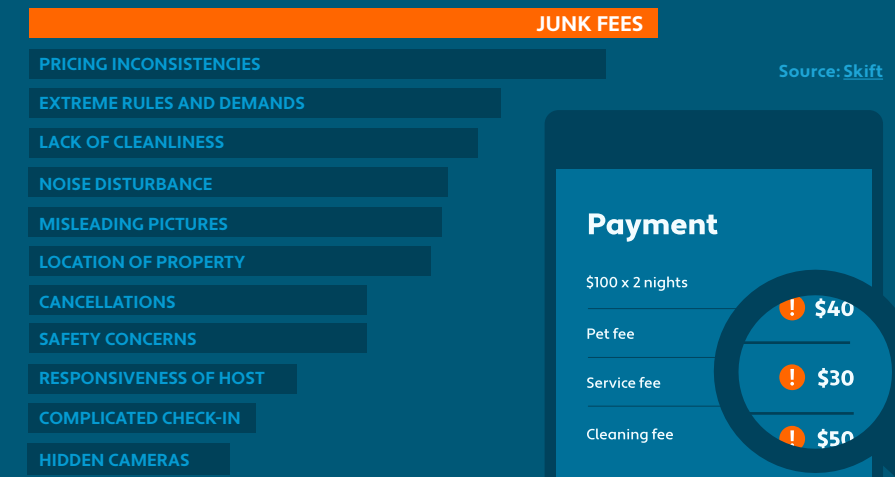 JUNK FEES
PRICING INCONSISTENCIES
EXTREME RULES AND DEMANDS
LACK OF CLEANLINESS
NOISE DISTURBANCE
MISLEADING PICTURES
LOCATION OF PROPERTY
CANCELLATIONS
SAFETY CONCERNS
RESPONSIVENESS OF HOST
COMPLICATED CHECK-IN
HIDDEN CAMERAS
Source: Skift
Payment
$100 x 2 nights
! $40
Pet fee
Service fee ! $30
Cleaning fee ! $50